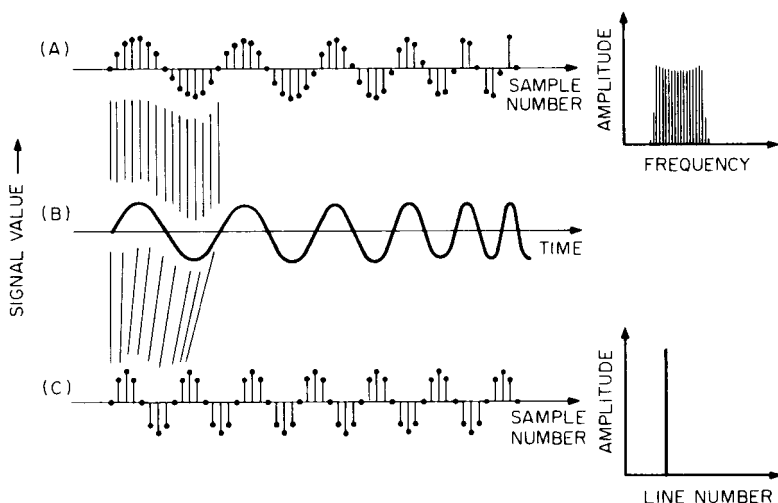 (A)
SAMPLE
NUMBER
AMPLITUDE
FREQUENCY
SIGNAL VALUE
(B)
TIME
(C)
SAMPLE
NUMBER
AMPLITUDE
LINE NUMBER